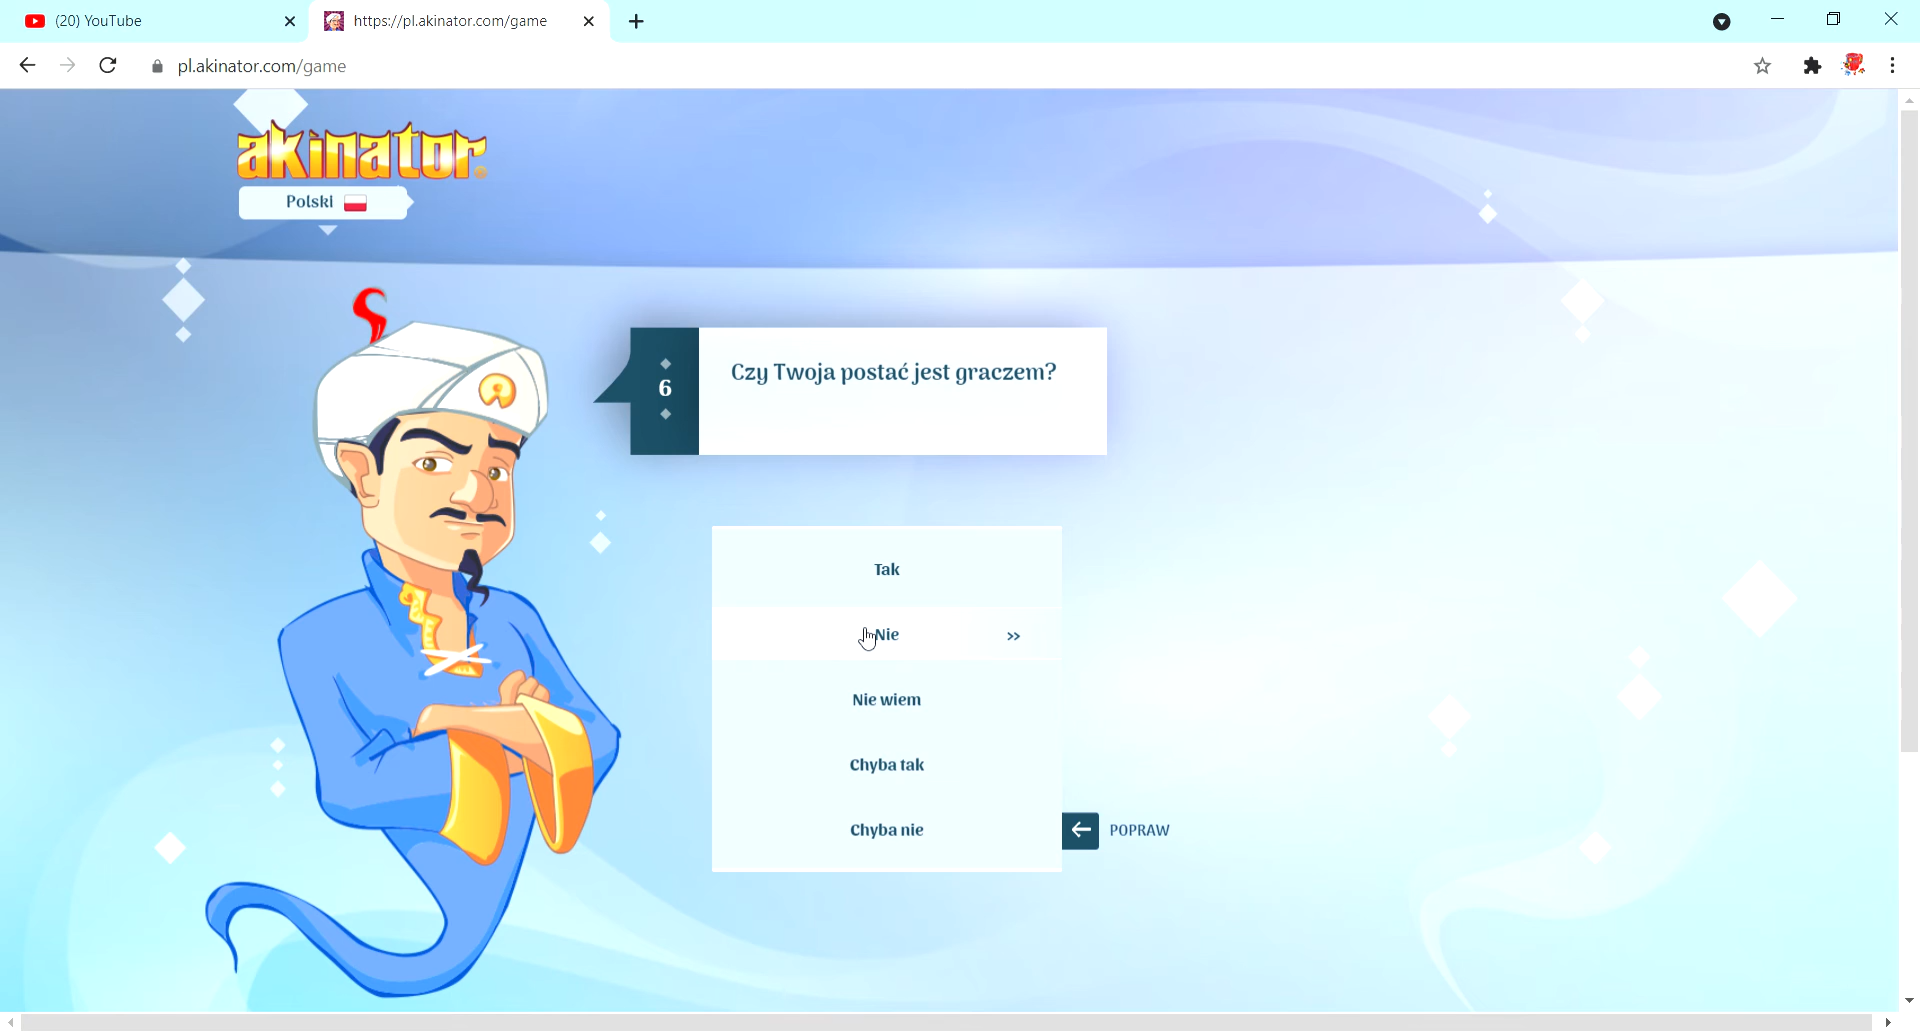 (20) YouTube
https://pl.akinator.com/game
pl.akinator.com/game
akinator
Polski
6
Czy Twoja postać jest graczem?
Tak
Nie >>
Nie wiem
Chyba tak
Chyba nie
POPRAW